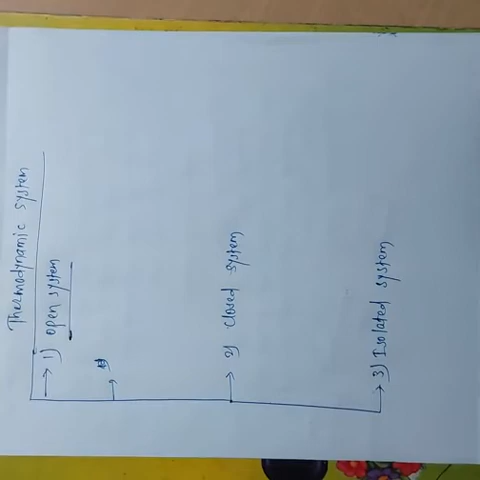 Thermodynamic system
→ 1) open system
→ 2) closed system
→ 3) Isolated system